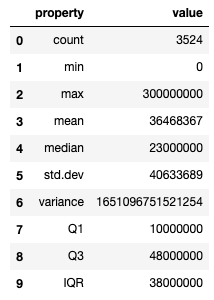 property value
0 count 3524
1 min 0
2 max 300000000
3 mean 36468367
4 median 23000000
5 std.dev 40633689
6 variance 1651096751521254
7 Q1 10000000
8 Q3 48000000
9 IQR 38000000